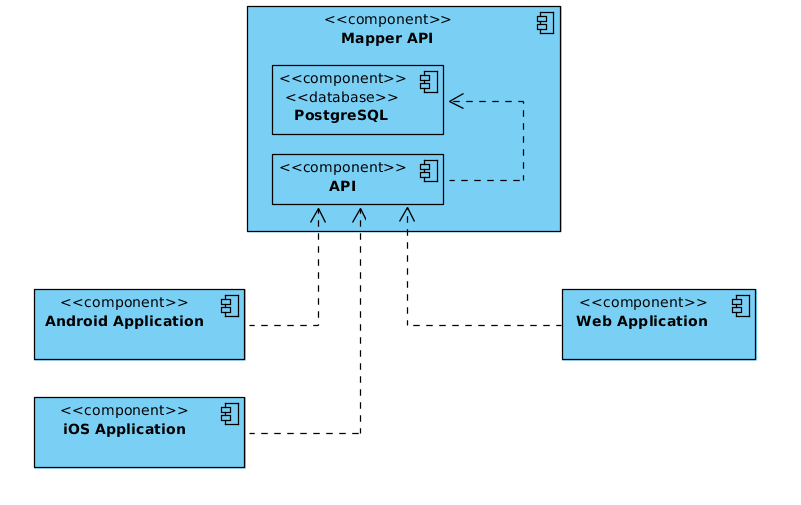 <<component>>
Mapper API
<<component>>
<<database>>
PostgreSQL
<<component>>
API
<<component>>
Android Application
<<component>>
Web Application
<<component>>
iOS Application